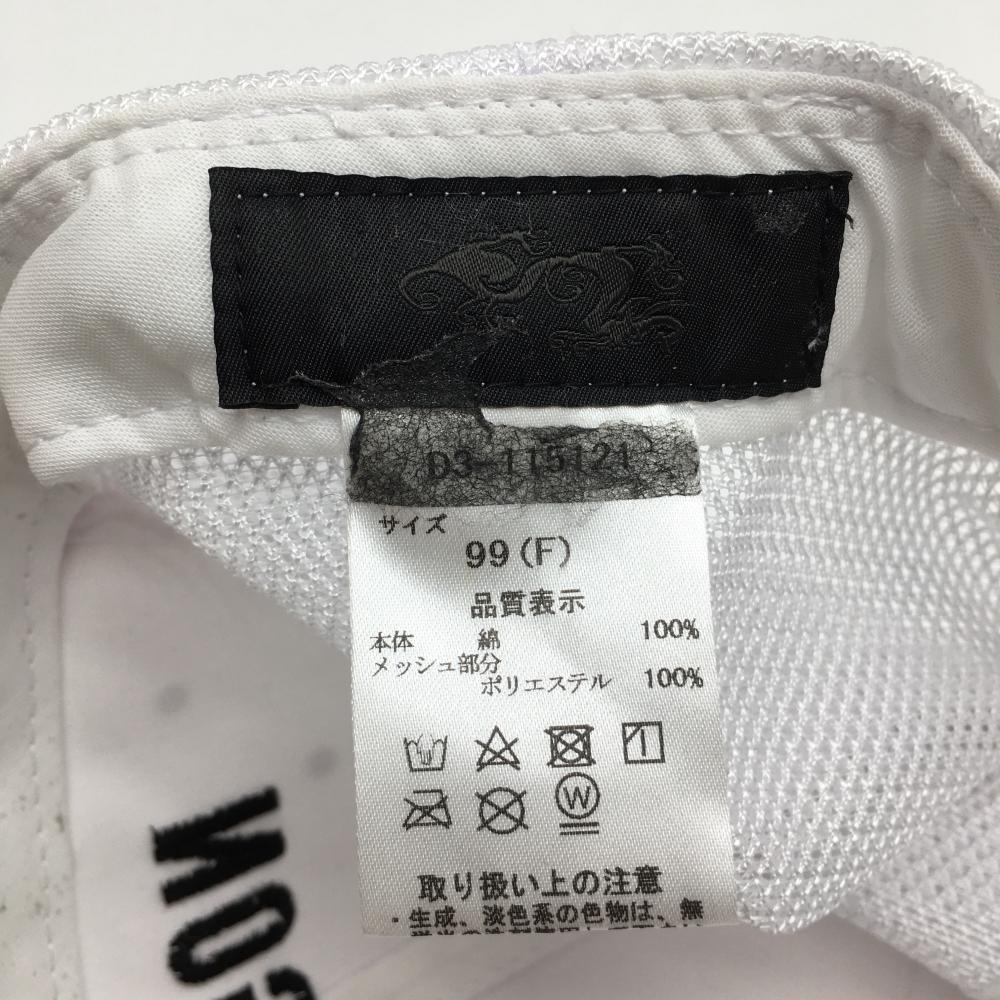 D3-115121
サイズ
99(F)
品質表示
本体 綿 100%
メッシュ部分
ポリエステル 100%
W
取り扱い上の注意
・生成、淡色系の色物は、無